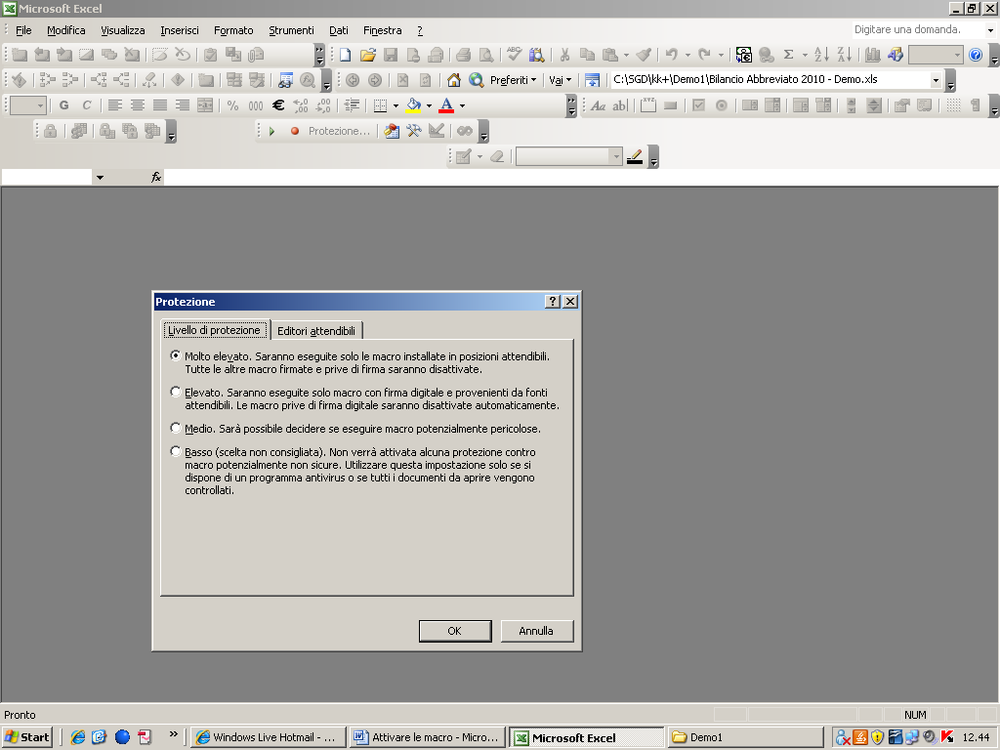 Microsoft Excel
File Modifica Visualizza Inserisci Formato Strumenti Dati Finestra ? Digitare una domanda.
ABC Σ A Z Z A ?
Preferiti Vai C:\SGD\kk+\Demo1\Bilancio Abbreviato 2010 - Demo.xls
G C % 000 € ,00 A Aa ab| XYZ ¶
Protezione...
fx
Protezione
Livello di protezione Editori attendibili
Molto elevato. Saranno eseguite solo le macro installate in posizioni attendibili.
Tutte le altre macro firmate e prive di firma saranno disattivate.
Elevato. Saranno eseguite solo macro con firma digitale e provenienti da fonti
attendibili. Le macro prive di firma digitale saranno disattivate automaticamente.
Medio. Sarà possibile decidere se eseguire macro potenzialmente pericolose.
Basso (scelta non consigliata). Non verrà attivata alcuna protezione contro
macro potenzialmente non sicure. Utilizzare questa impostazione solo se si
dispone di un programma antivirus o se tutti i documenti da aprire vengono
controllati.
OK Annulla
Pronto NUM
Start Windows Live Hotmail - ... Attivare le macro - Micro... Microsoft Excel Demo1 12.44